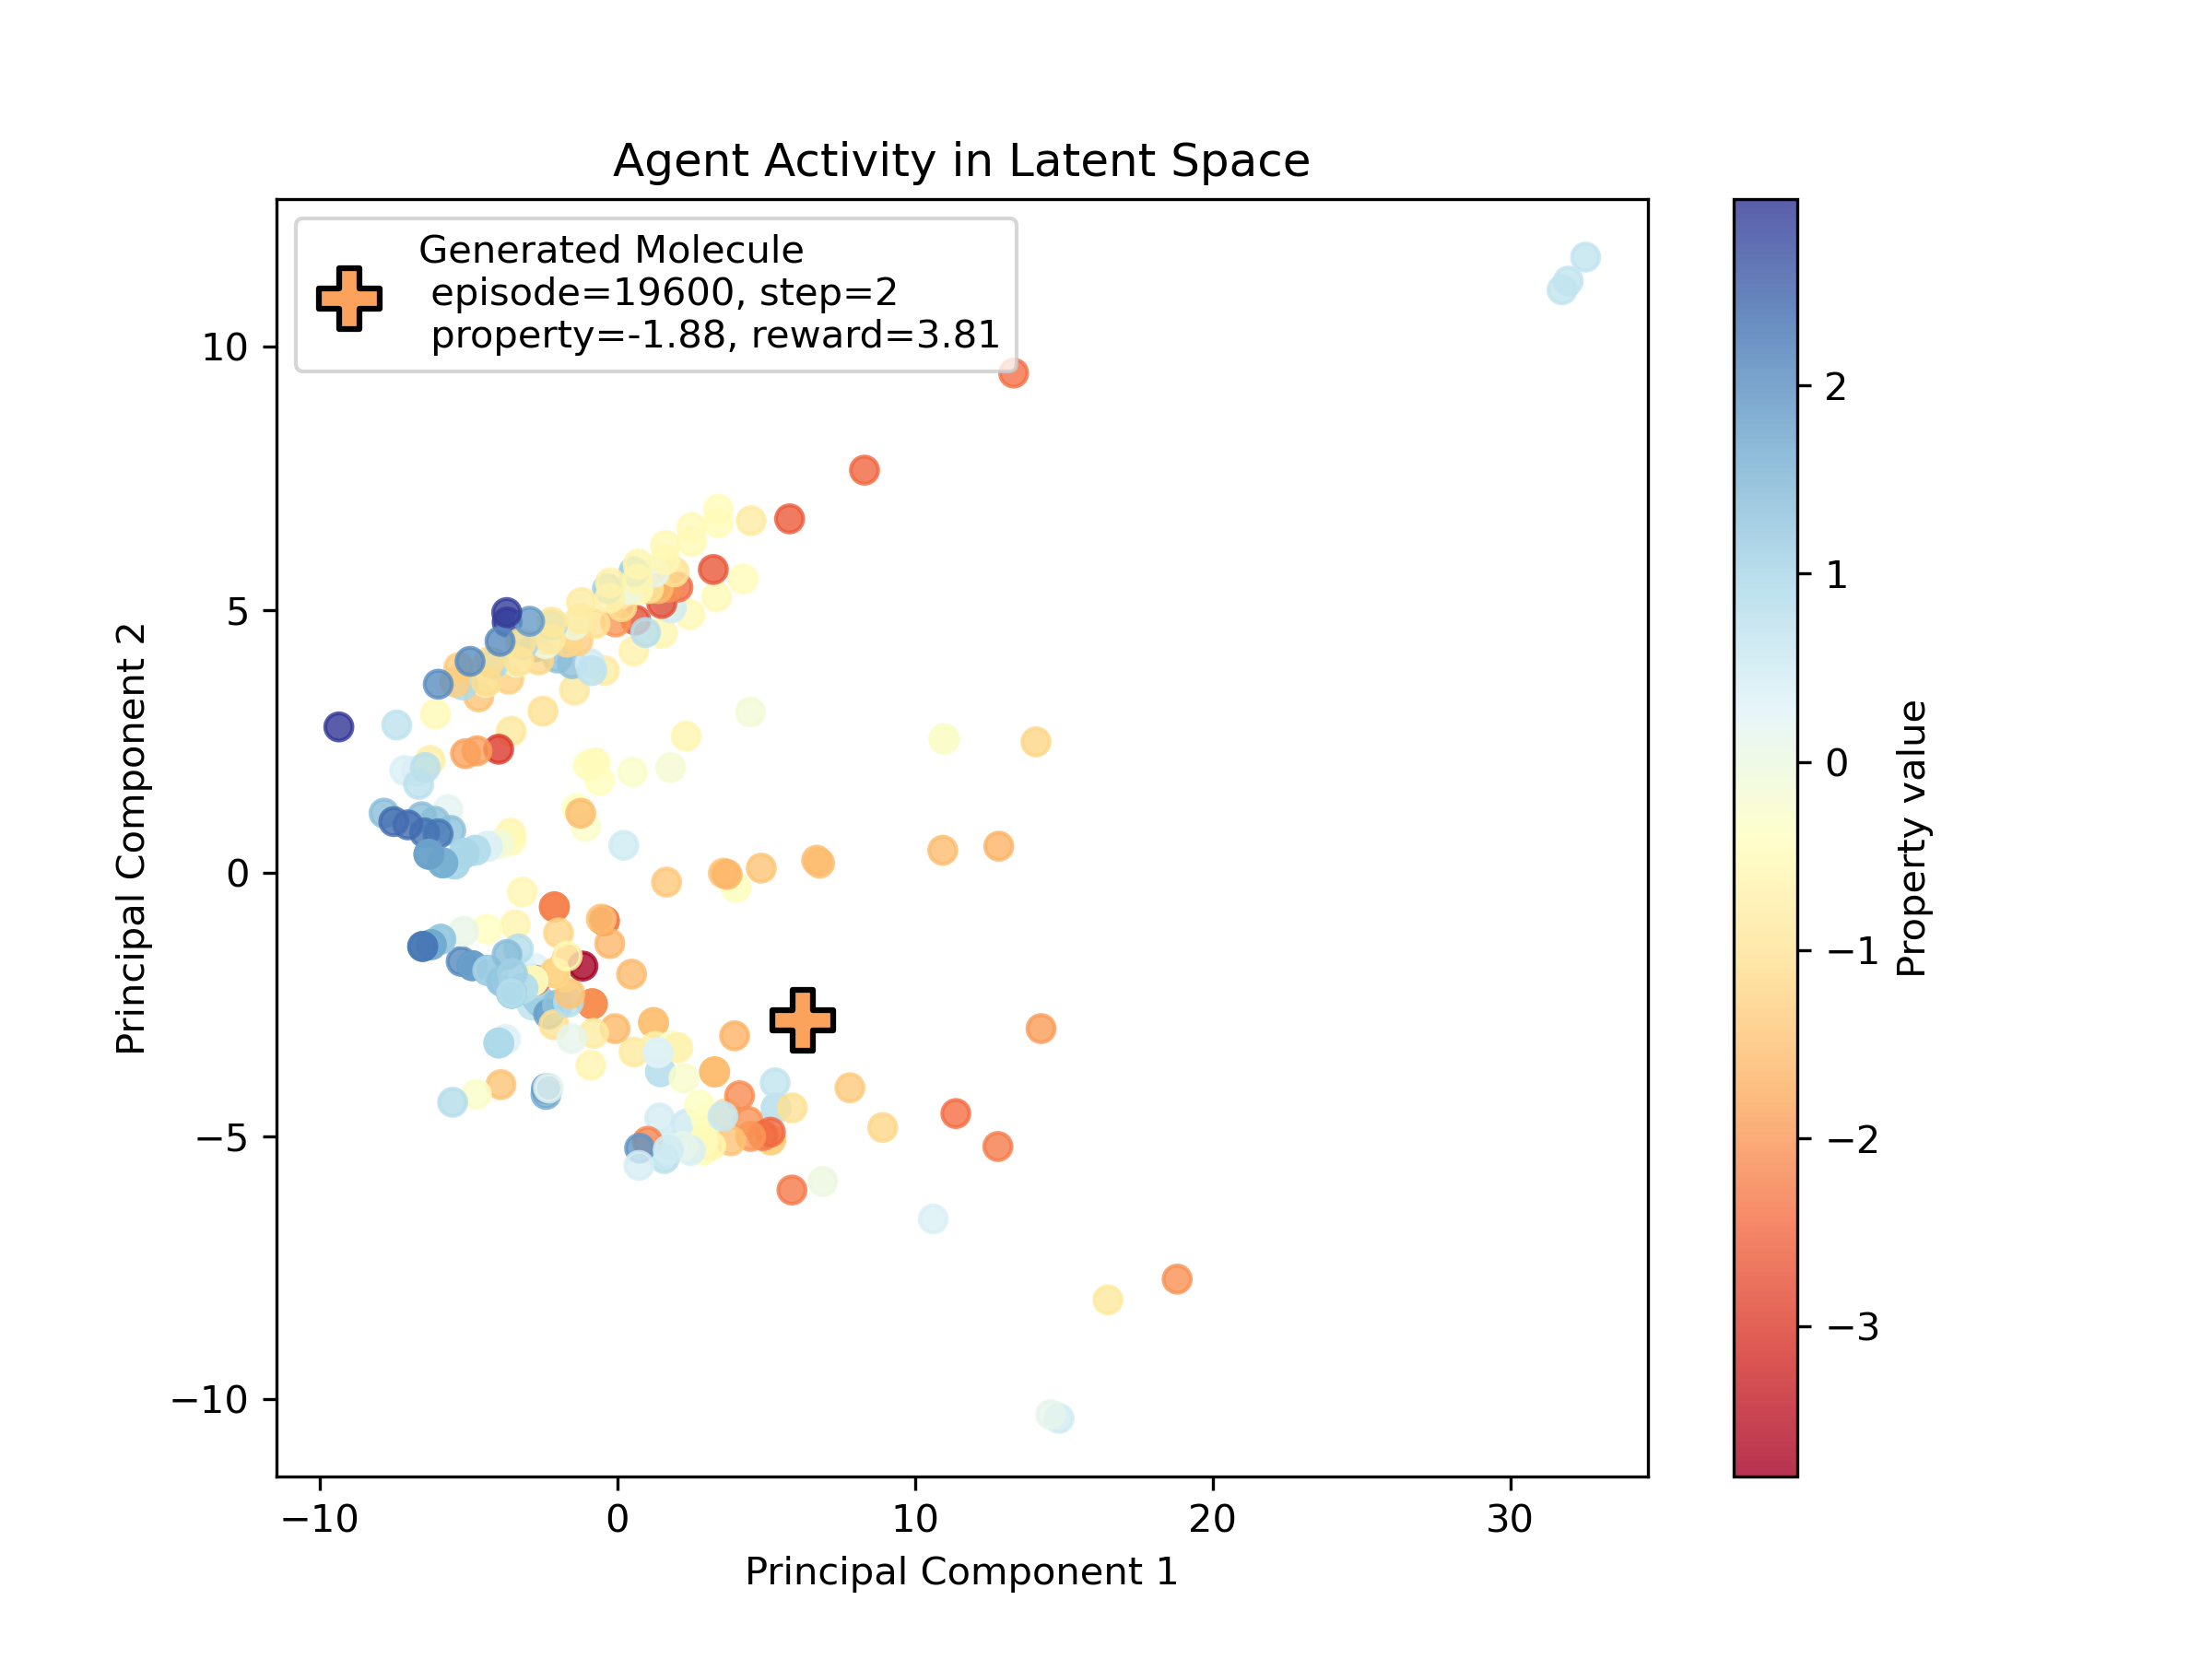 Agent Activity in Latent Space
Generated Molecule
episode=19600, step=2
property=-1.88, reward=3.81
10
5
0
−5
−10
Principal Component 2
−10
0
10
20
30
Principal Component 1
2
1
0
−1
−2
−3
Property value